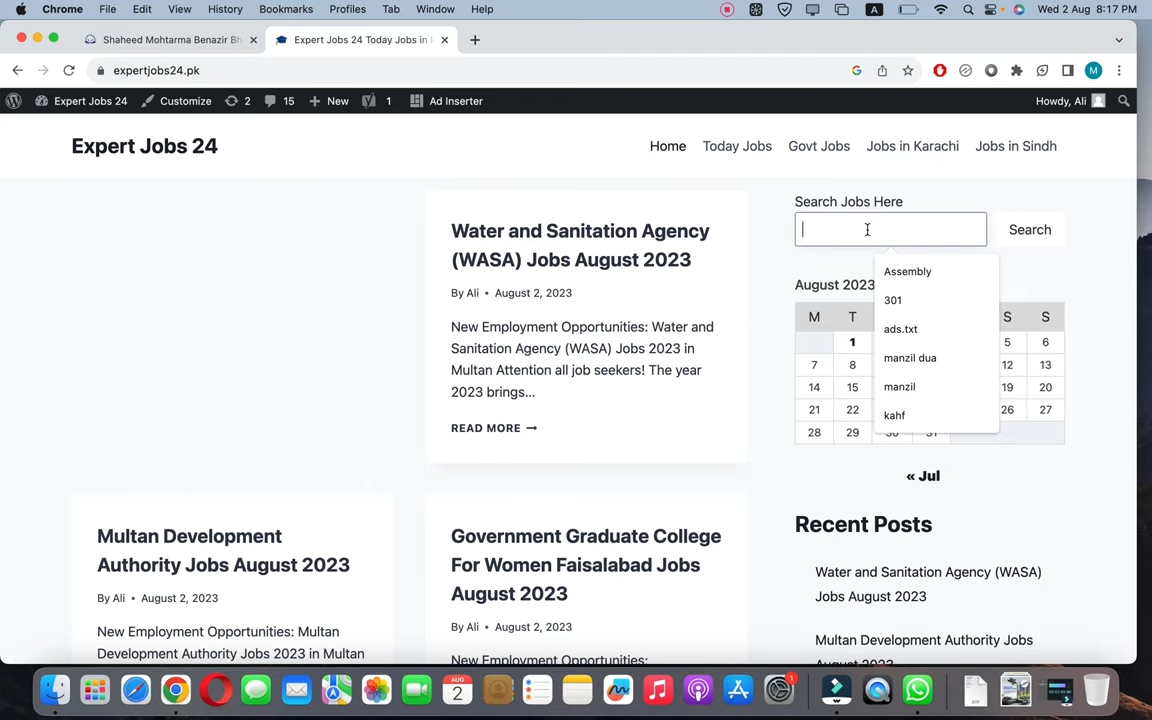 Chrome File Edit View History Bookmarks Profiles Tab Window Help A Wed 2 Aug 8:17 PM
Shaheed Mohtarma Benazir Bh
Expert Jobs 24 Today Jobs in
expertjobs24.pk
M
Expert Jobs 24 Customize 2 15 New 1 Ad Inserter Howdy, Ali
Expert Jobs 24
Home Today Jobs Govt Jobs Jobs in Karachi Jobs in Sindh
Water and Sanitation Agency
(WASA) Jobs August 2023
By Ali • August 2, 2023
New Employment Opportunities: Water and
Sanitation Agency (WASA) Jobs 2023 in
Multan Attention all job seekers! The year
2023 brings...
READ MORE →
Multan Development
Authority Jobs August 2023
By Ali • August 2, 2023
New Employment Opportunities: Multan
Development Authority Jobs 2023 in Multan
Government Graduate College
For Women Faisalabad Jobs
August 2023
By Ali • August 2, 2023
New Employment Opportunities:
Search Jobs Here
Search
Assembly
301
ads.txt
manzil dua
manzil
kahf
August 2023
M T S S
1 5 6
7 8 12 13
14 15 19 20
21 22 26 27
28 29 30 31
« Jul
Recent Posts
Water and Sanitation Agency (WASA)
Jobs August 2023
Multan Development Authority Jobs
August 2023
AUG
2
1